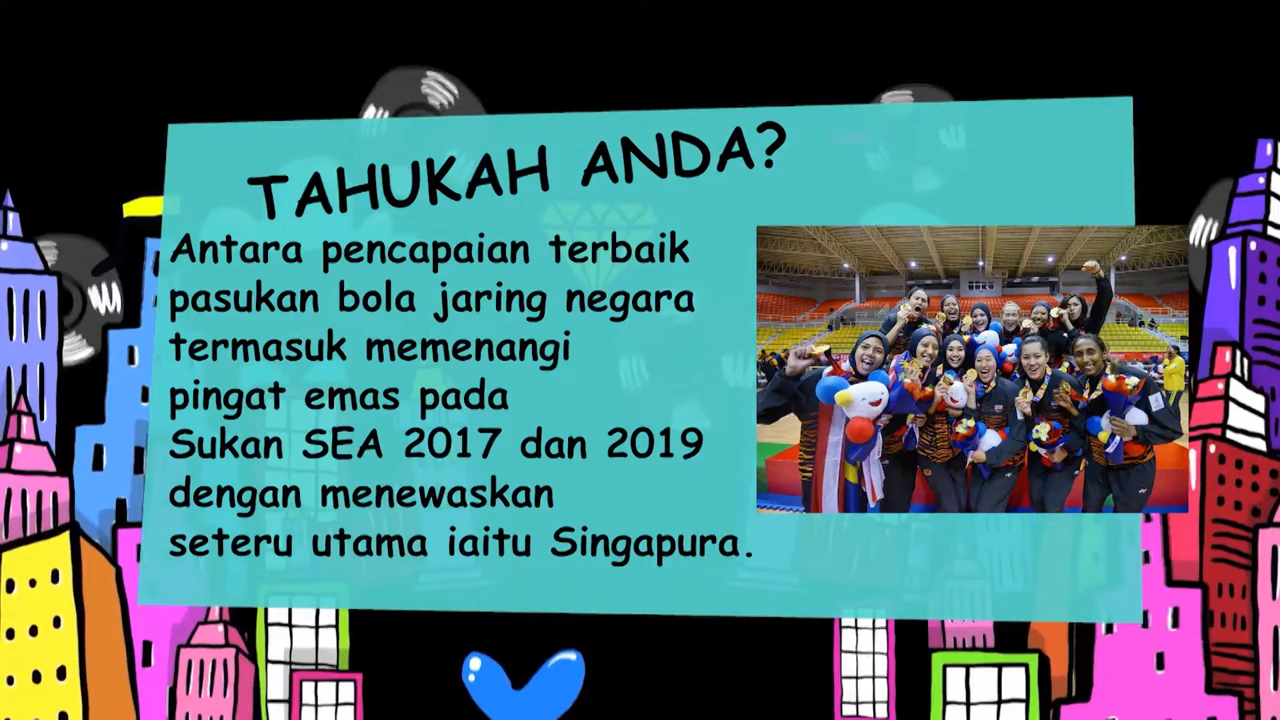 TAHUKAH ANDA?
Antara pencapaian terbaik
pasukan bola jaring negara
termasuk memenangi
pingat emas pada
Sukan SEA 2017 dan 2019
dengan menewaskan
seteru utama iaitu Singapura.